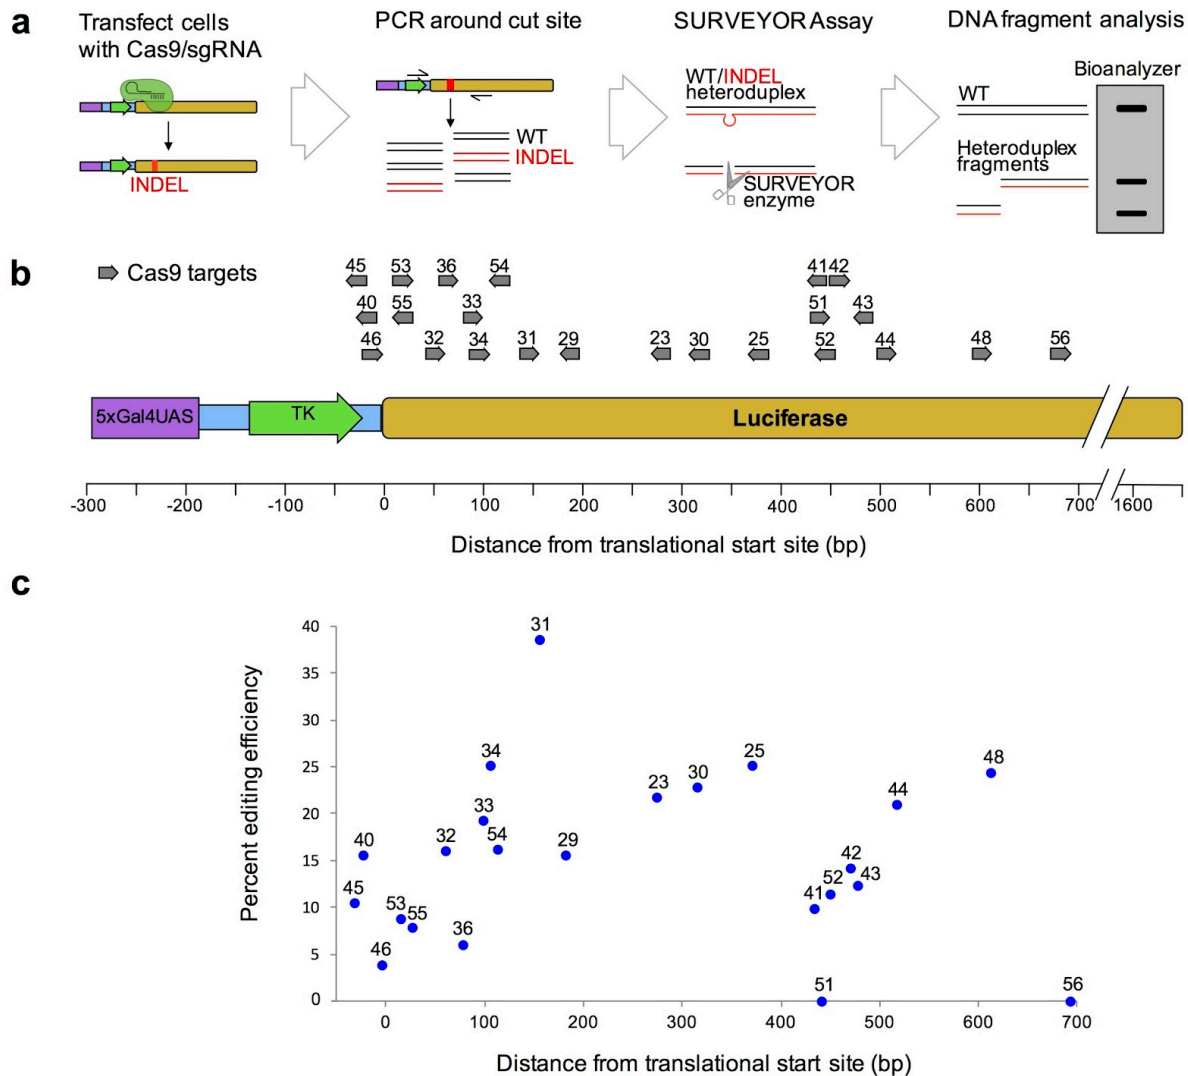 a
Transfect cells
with Cas9/sgRNA
INDEL
PCR around cut site
WT
INDEL
SURVEYOR Assay
WT/INDEL
heteroduplex
SURVEYOR
enzyme
DNA fragment analysis
Bioanalyzer
WT
Heteroduplex
fragments
b
Cas9 targets
45 53 36 54 41 42
40 55 33 51 43
46 32 34 31 29 23 30 25 52 44 48 56
5xGal4UAS TK Luciferase
-300 -200 -100 0 100 200 300 400 500 600 700 1600
Distance from translational start site (bp)
c
Percent editing efficiency
40
35
30
25
20
15
10
5
0
31
34
25
48
30
23
44
33
32
54
40
29
42
43
52
45
41
53
55
36
46
51
56
0 100 200 300 400 500 600 700
Distance from translational start site (bp)